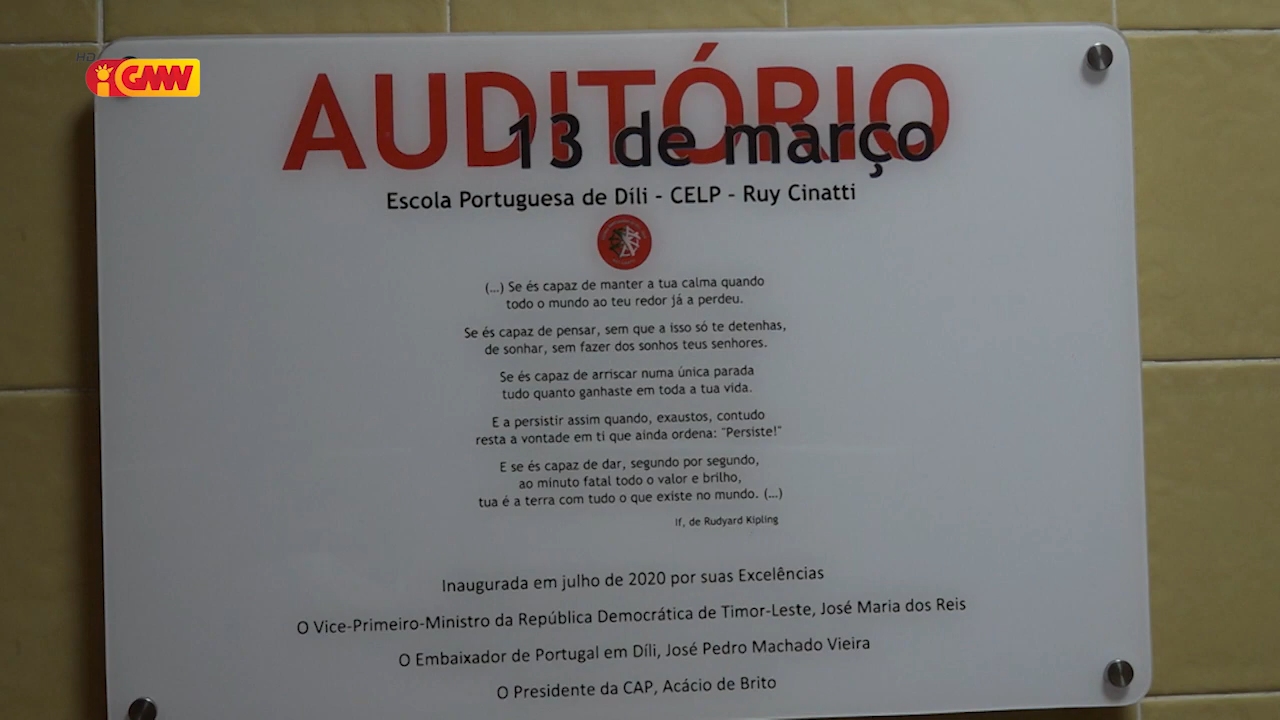 HD
GMW
AUDITÓRIO
13 de março
Escola Portuguesa de Díli - CELP - Ruy Cinatti
(...) Se és capaz de manter a tua calma quando
todo o mundo ao teu redor já a perdeu.
Se és capaz de pensar, sem que a isso só te detenhas,
de sonhar, sem fazer dos sonhos teus senhores.
Se és capaz de arriscar numa única parada
tudo quanto ganhaste em toda a tua vida.
E a persistir assim quando, exaustos, contudo
resta a vontade em ti que ainda ordena: "Persiste!"
E se és capaz de dar, segundo por segundo,
ao minuto fatal todo o valor e brilho,
tua é a terra com tudo o que existe no mundo. (...)
If, de Rudyard Kipling
Inaugurada em julho de 2020 por suas Excelências
O Vice-Primeiro-Ministro da República Democrática de Timor-Leste, José Maria dos Reis
O Embaixador de Portugal em Díli, José Pedro Machado Vieira
O Presidente da CAP, Acácio de Brito